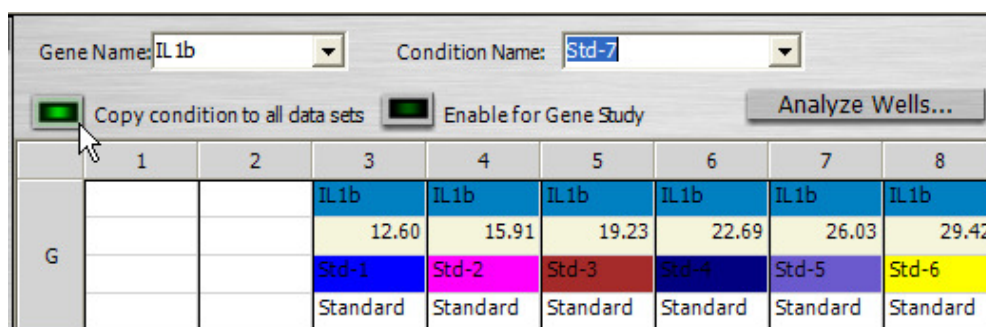 Gene Name: IL1b Condition Name: Std-7
Copy condition to all data sets Enable for Gene Study Analyze Wells...
1 2 3 4 5 6 7 8
IL1b IL1b IL1b IL1b IL1b IL1b
12.60 15.91 19.23 22.69 26.03 29.42
G
Std-1 Std-2 Std-3 Std-4 Std-5 Std-6
Standard Standard Standard Standard Standard Standard